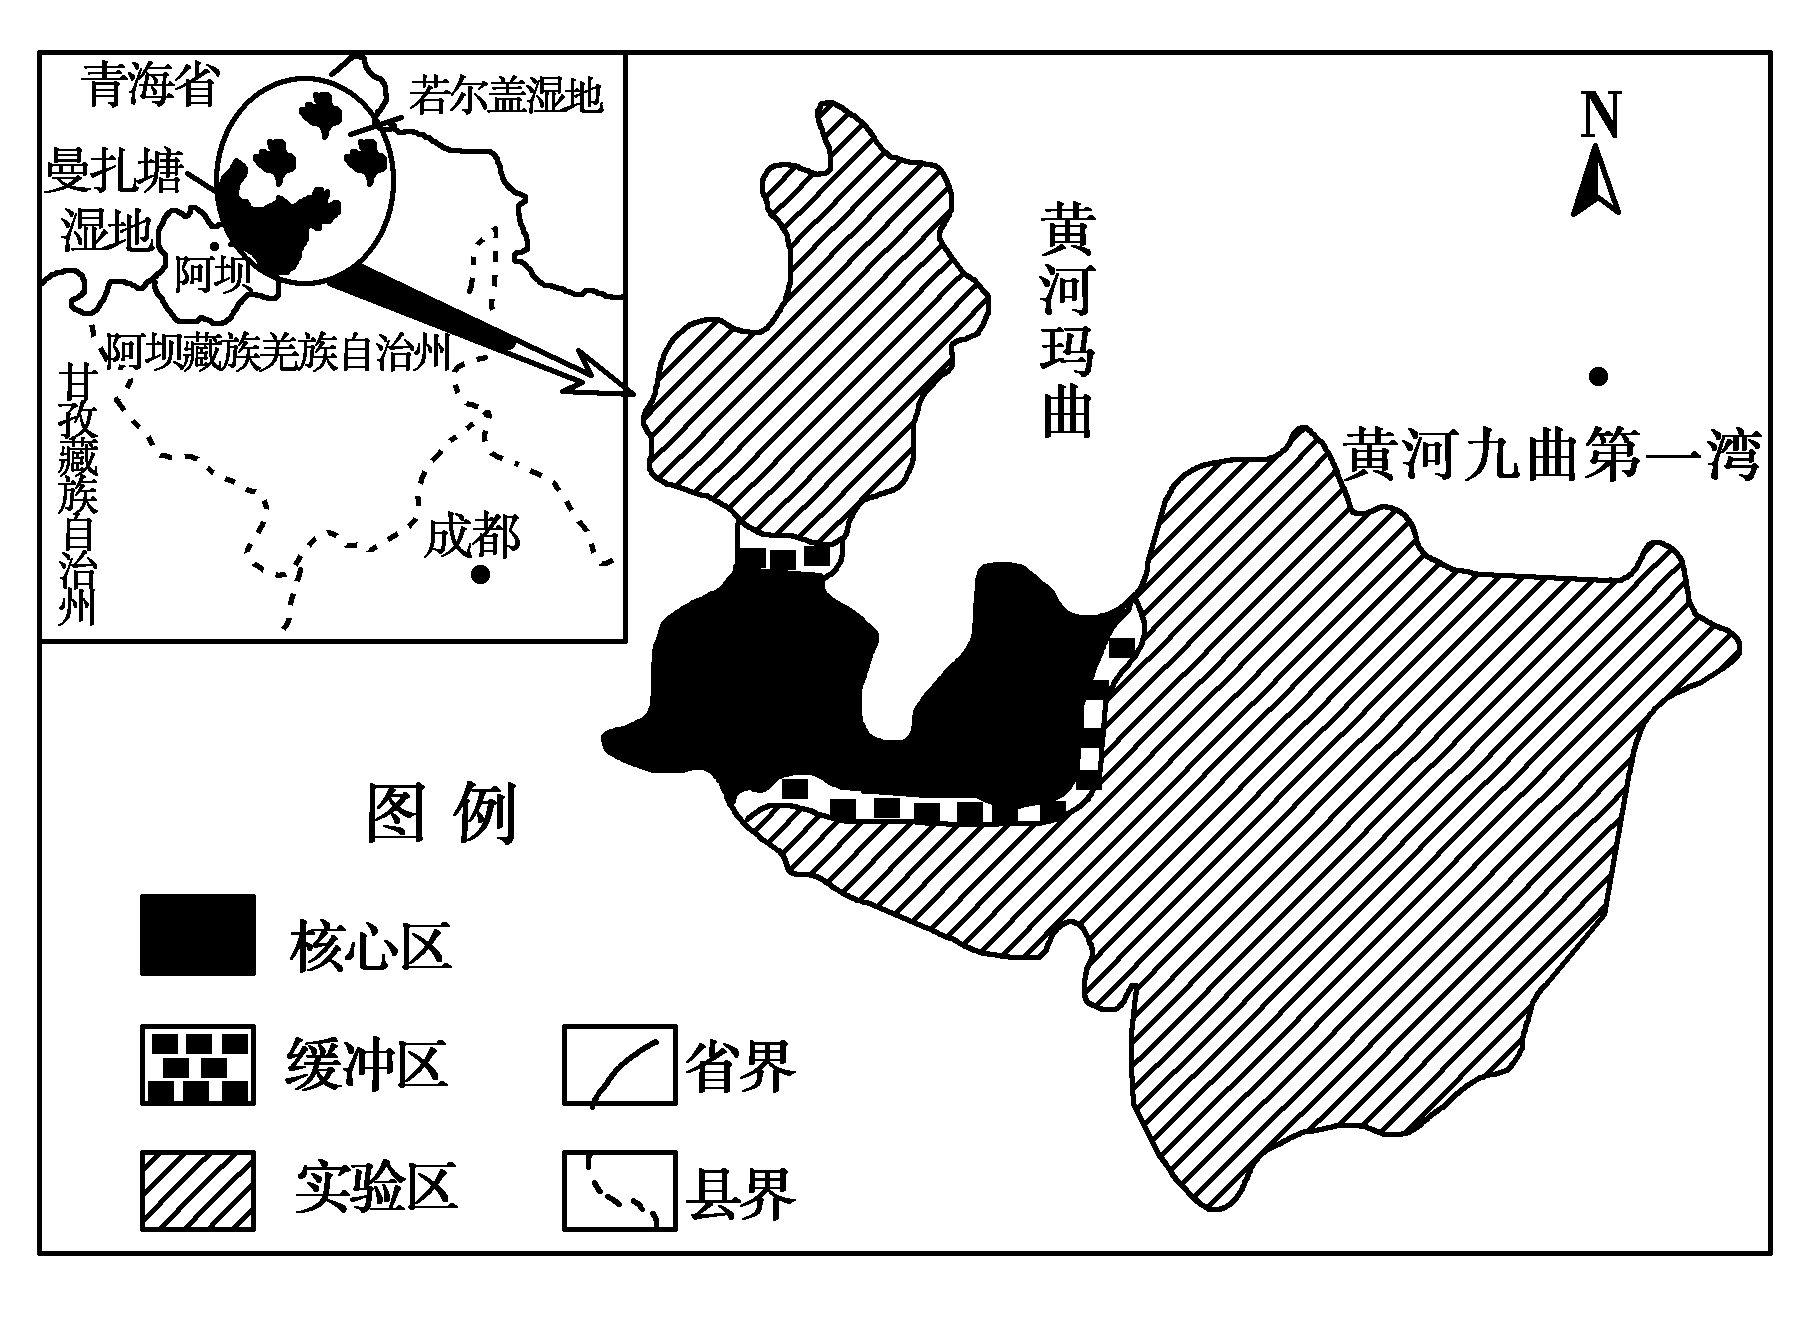 青海省
若尔盖湿地
曼扎塘
湿地
阿坝
阿坝藏族羌族自治州
甘孜藏族自治州
成都
N
黄河玛曲
黄河九曲第一湾
图例
核心区
缓冲区
省界
实验区
县界